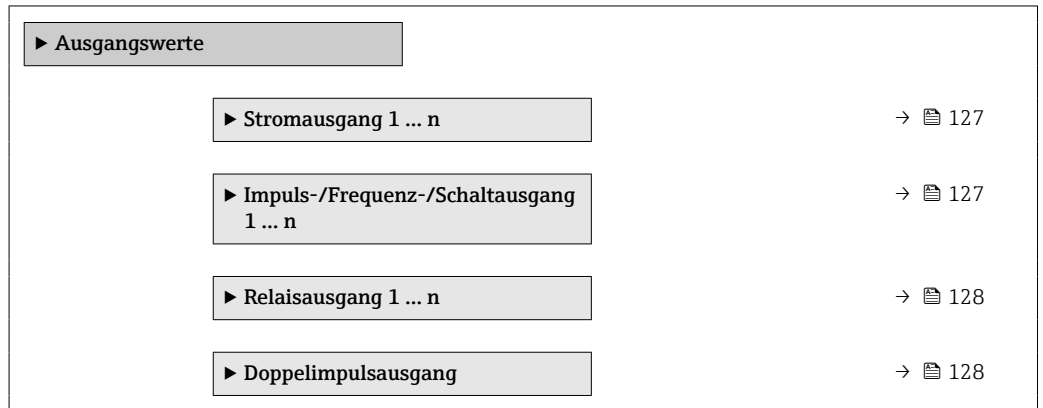 ▶ Ausgangswerte
▶ Stromausgang 1 ... n → 127
▶ Impuls-/Frequenz-/Schaltausgang → 127
1 ... n
▶ Relaisausgang 1 ... n → 128
▶ Doppelimpulsausgang → 128